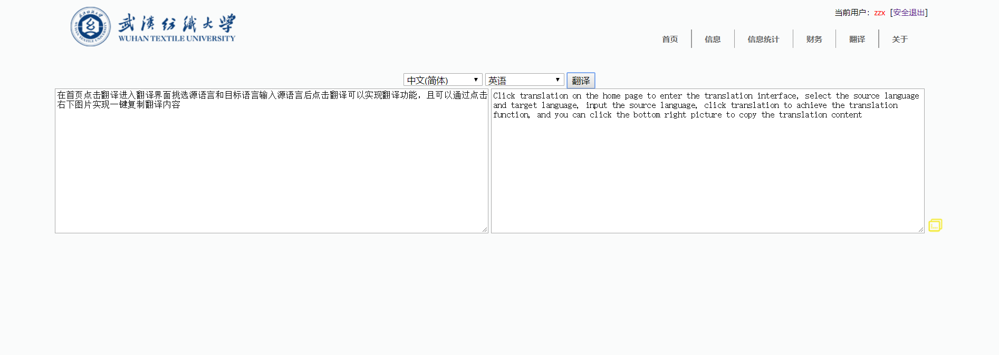 武漢紡織大學
WUHAN TEXTILE UNIVERSITY
当前用户：zzx [安全退出]
首页 信息 信息统计 财务 翻译 关于
中文(简体) 英语 翻译
在首页点击翻译进入翻译界面挑选源语言和目标语言输入源语言后点击翻译可以实现翻译功能，且可以通过点击
右下图片实现一键复制翻译内容
Click translation on the home page to enter the translation interface, select the source language
and target language, input the source language, click translation to achieve the translation
function, and you can click the bottom right picture to copy the translation content